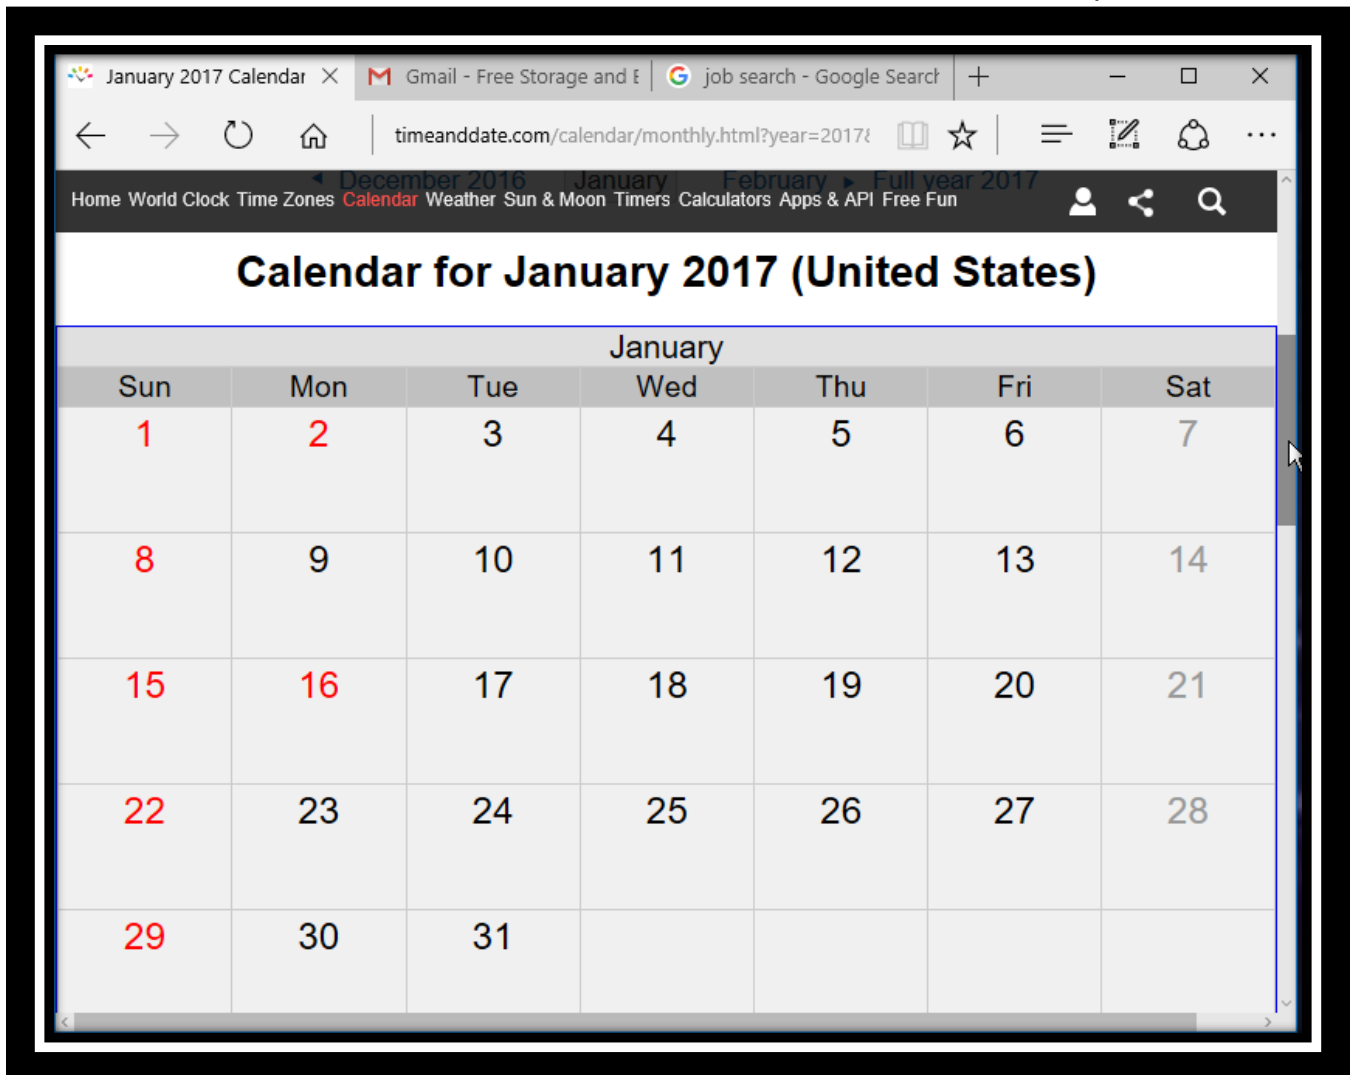 January 2017 Calendar
Gmail - Free Storage and E
job search - Google Search
timeanddate.com/calendar/monthly.html?year=2017&
December 2016 January February Full year 2017
Home World Clock Time Zones Calendar Weather Sun & Moon Timers Calculators Apps & API Free Fun
Calendar for January 2017 (United States)
January
Sun Mon Tue Wed Thu Fri Sat
1 2 3 4 5 6 7
8 9 10 11 12 13 14
15 16 17 18 19 20 21
22 23 24 25 26 27 28
29 30 31